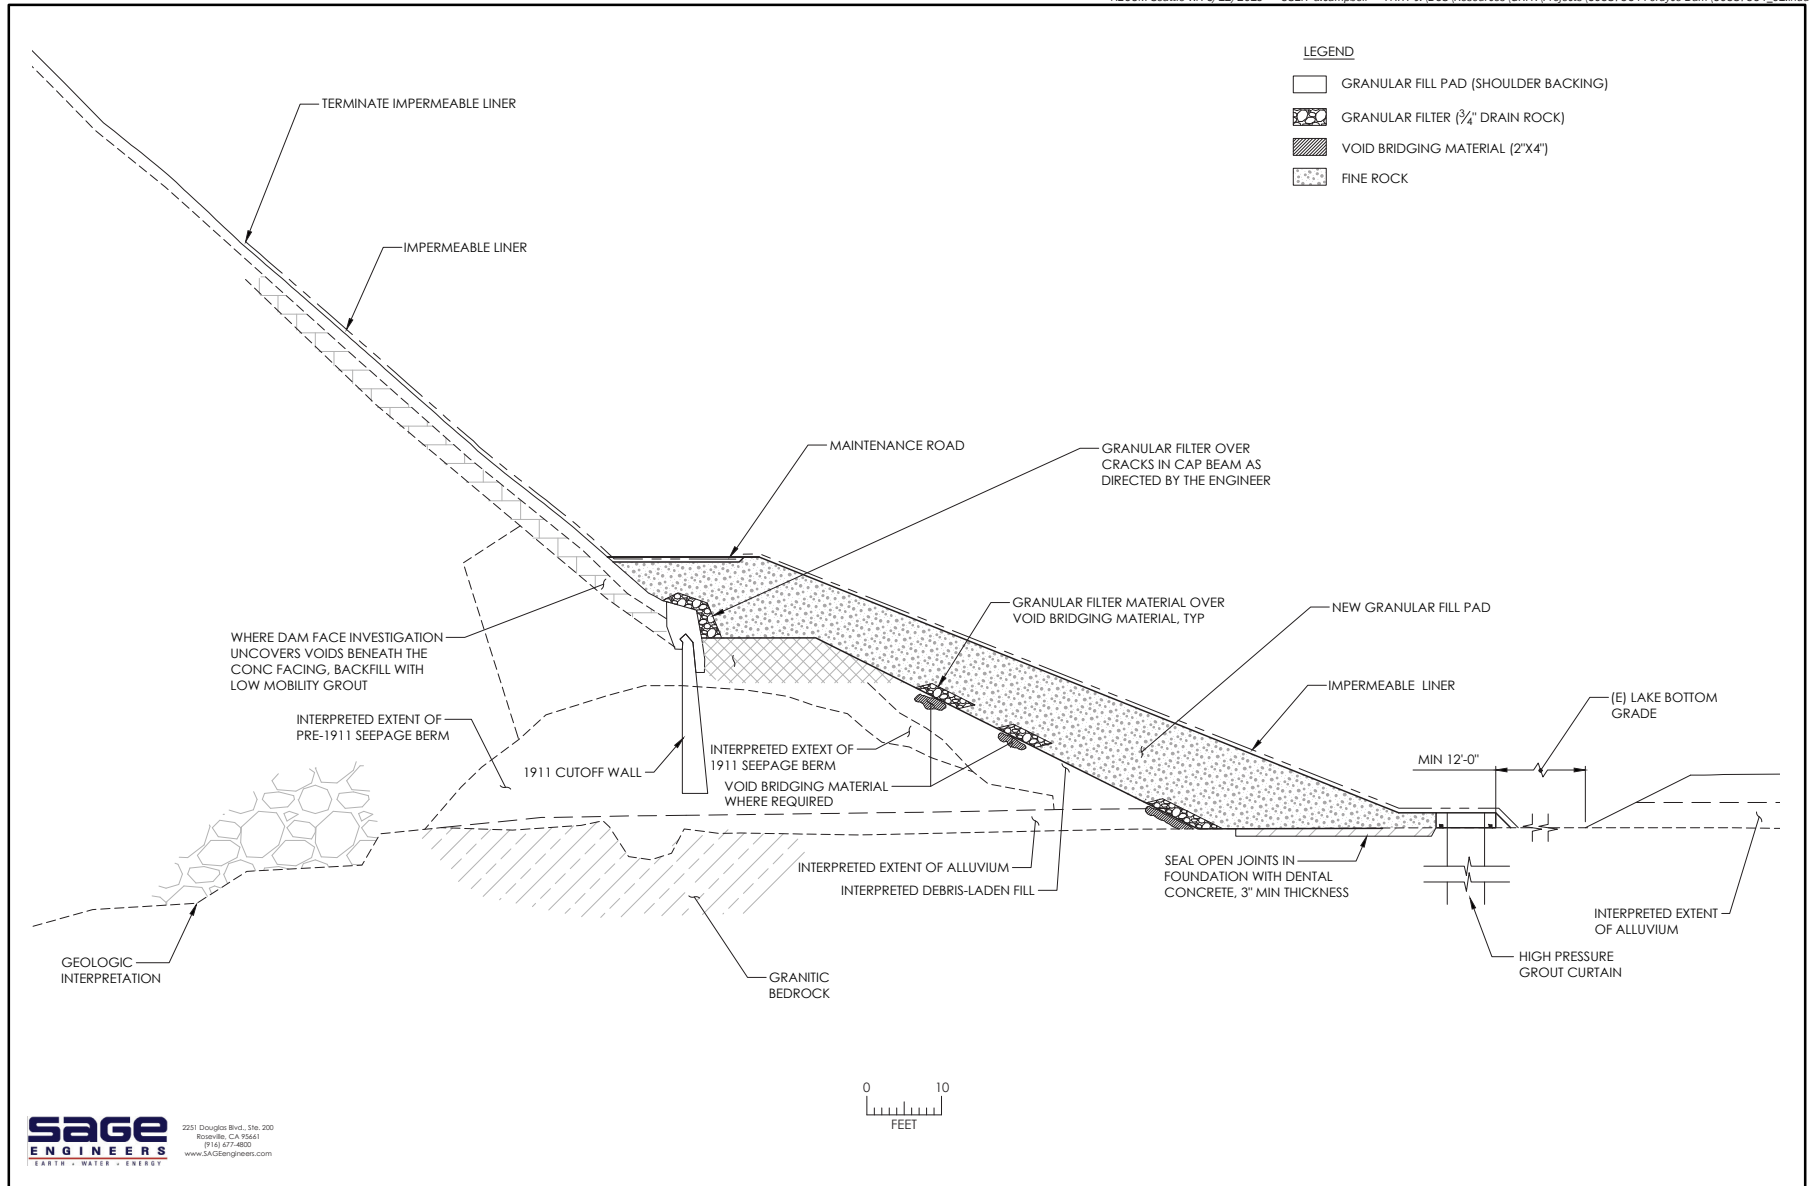 LEGEND
GRANULAR FILL PAD (SHOULDER BACKING)
GRANULAR FILTER (¾" DRAIN ROCK)
VOID BRIDGING MATERIAL (2"X4")
FINE ROCK
TERMINATE IMPERMEABLE LINER
IMPERMEABLE LINER
MAINTENANCE ROAD
GRANULAR FILTER OVER
CRACKS IN CAP BEAM AS
DIRECTED BY THE ENGINEER
GRANULAR FILTER MATERIAL OVER
VOID BRIDGING MATERIAL, TYP
NEW GRANULAR FILL PAD
WHERE DAM FACE INVESTIGATION
UNCOVERS VOIDS BENEATH THE
CONC FACING, BACKFILL WITH
LOW MOBILITY GROUT
IMPERMEABLE LINER
(E) LAKE BOTTOM
GRADE
INTERPRETED EXTENT OF
PRE-1911 SEEPAGE BERM
INTERPRETED EXTEXT OF
1911 SEEPAGE BERM
1911 CUTOFF WALL
VOID BRIDGING MATERIAL
WHERE REQUIRED
MIN 12'-0"
INTERPRETED EXTENT OF ALLUVIUM
INTERPRETED DEBRIS-LADEN FILL
SEAL OPEN JOINTS IN
FOUNDATION WITH DENTAL
CONCRETE, 3" MIN THICKNESS
INTERPRETED EXTENT
OF ALLUVIUM
GEOLOGIC
INTERPRETATION
GRANITIC
BEDROCK
HIGH PRESSURE
GROUT CURTAIN
0 10
FEET
sage
ENGINEERS
EARTH • WATER • ENERGY
2251 Douglas Blvd., Ste. 200
Roseville, CA 95661
(916) 677-4800
www.SAGEengineers.com